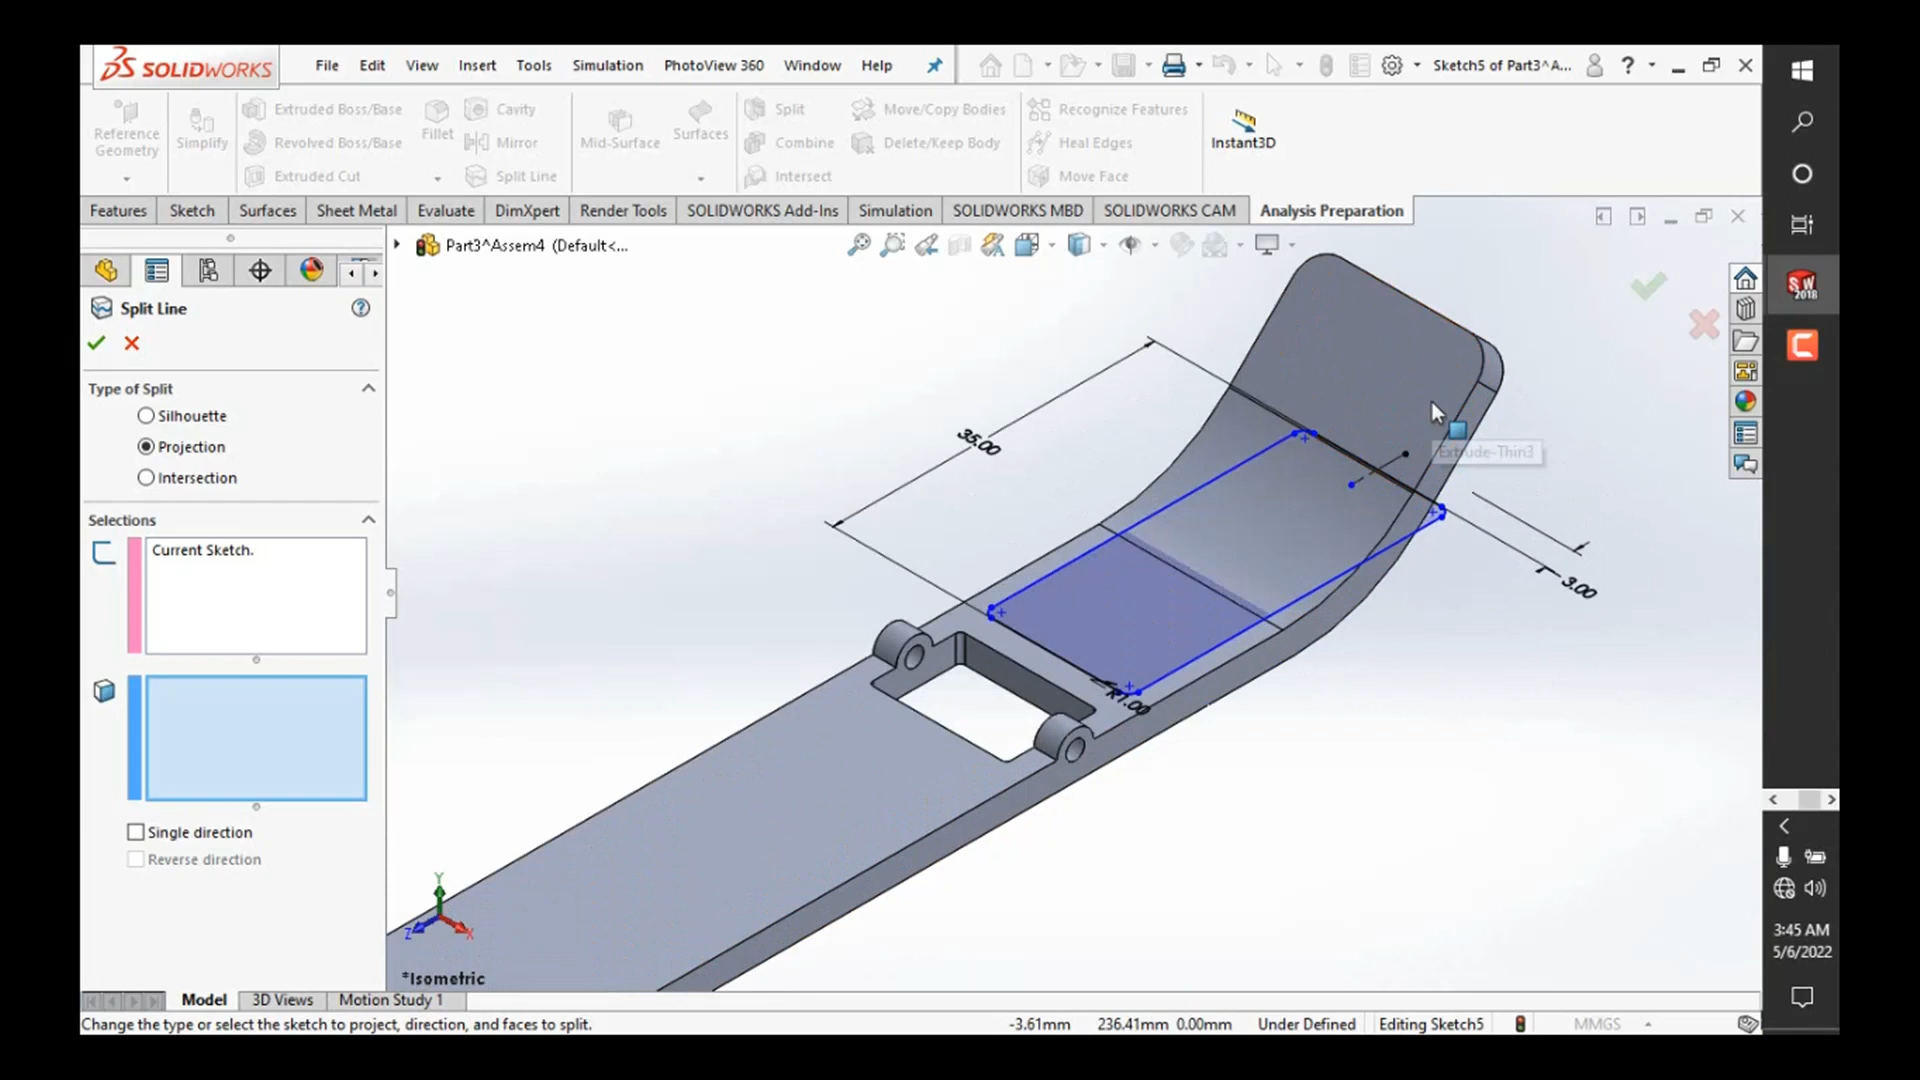 SOLIDWORKS
File Edit View Insert Tools Simulation PhotoView 360 Window Help
Sketch5 of Part3^A...
?
Reference Geometry
Simplify
Extruded Boss/Base
Revolved Boss/Base
Extruded Cut
Fillet
Cavity
Mirror
Split Line
Mid-Surface
Surfaces
Split
Combine
Intersect
Move/Copy Bodies
Delete/Keep Body
Recognize Features
Heal Edges
Move Face
Instant3D
Features Sketch Surfaces Sheet Metal Evaluate DimXpert Render Tools SOLIDWORKS Add-Ins Simulation SOLIDWORKS MBD SOLIDWORKS CAM Analysis Preparation
Part3^Assem4 (Default<...
Split Line
Type of Split
Silhouette
Projection
Intersection
Selections
Current Sketch.
Single direction
Reverse direction
35.00
Extrude-Thin3
3.00
R1.00
Y
Z
X
*Isometric
Model 3D Views Motion Study 1
Change the type or select the sketch to project, direction, and faces to split.
-3.61mm 236.41mm 0.00mm Under Defined Editing Sketch5 MMGS
SW
2018
3:45 AM
5/6/2022